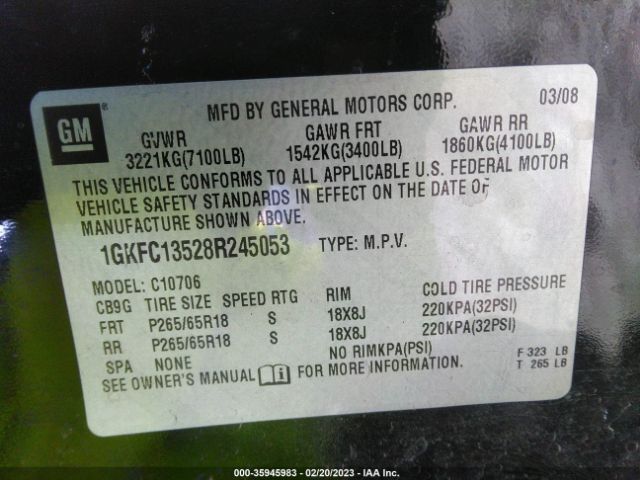 GM ® MFD BY GENERAL MOTORS CORP. 03/08
GVWR GAWR FRT GAWR RR
3221KG(7100LB) 1542KG(3400LB) 1860KG(4100LB)
THIS VEHICLE CONFORMS TO ALL APPLICABLE U.S. FEDERAL MOTOR
VEHICLE SAFETY STANDARDS IN EFFECT ON THE DATE OF
MANUFACTURE SHOWN ABOVE.
1GKFC13528R245053 TYPE: M.P.V.
MODEL: C10706
CB9G TIRE SIZE SPEED RTG RIM COLD TIRE PRESSURE
FRT P265/65R18 S 18X8J 220KPA(32PSI)
RR P265/65R18 S 18X8J 220KPA(32PSI)
SPA NONE NO RIMKPA(PSI) F 323 LB
SEE OWNER'S MANUAL FOR MORE INFORMATION. T 265 LB
000-35945983 - 02/20/2023 - IAA Inc.